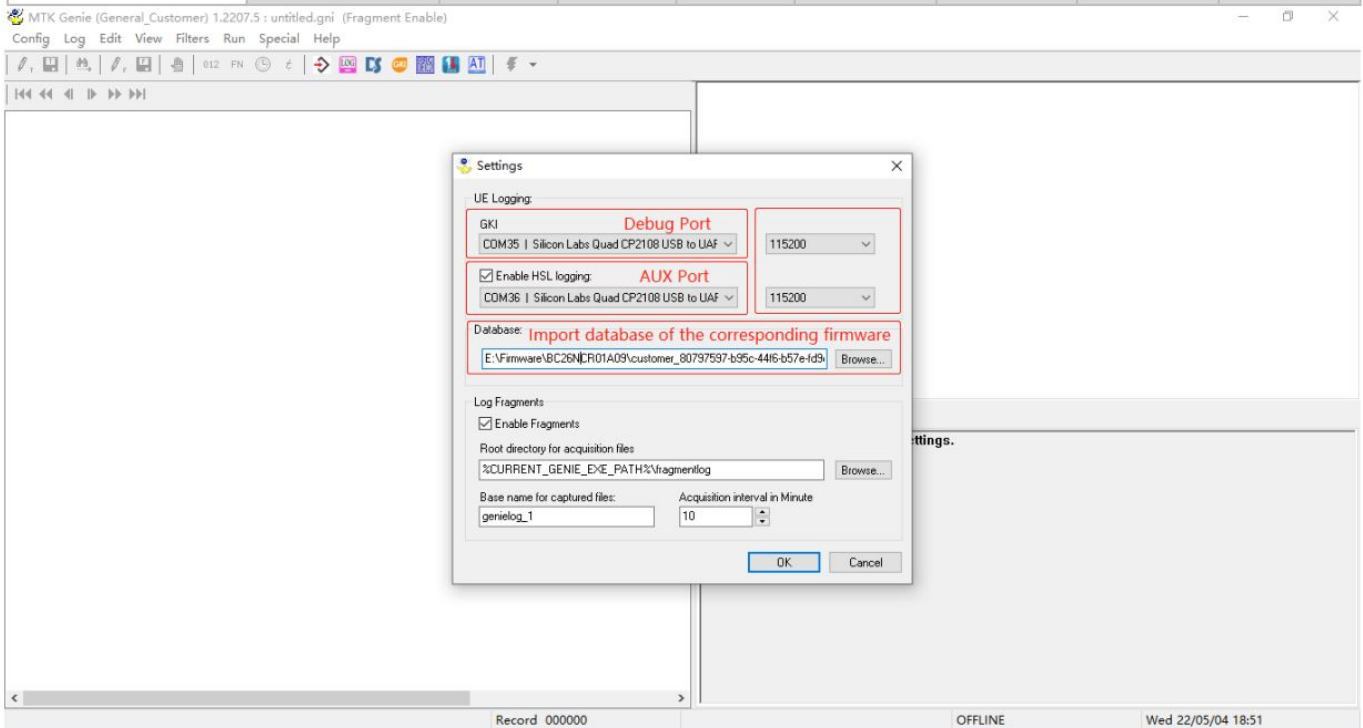 MTK Genie (General_Customer) 1.2207.5 : untitled.gni (Fragment Enable)
Config Log Edit View Filters Run Special Help
012 FN
LOG
GKI
AT
Settings
UE Logging:
GKI Debug Port
COM35 | Silicon Labs Quad CP2108 USB to UAF 115200
Enable HSL logging: AUX Port
COM36 | Silicon Labs Quad CP2108 USB to UAF 115200
Database: Import database of the corresponding firmware
E:\Firmware\BC26NCR01A09\customer_80797597-b95c-44f6-b57e-fd9 Browse...
Log Fragments
Enable Fragments
ettings.
Root directory for acquisition files
%CURRENT_GENIE_EXE_PATH%\fragmentlog Browse...
Base name for captured files: Acquisition interval in Minute
genielog_1 10
OK Cancel
Record 000000 OFFLINE Wed 22/05/04 18:51